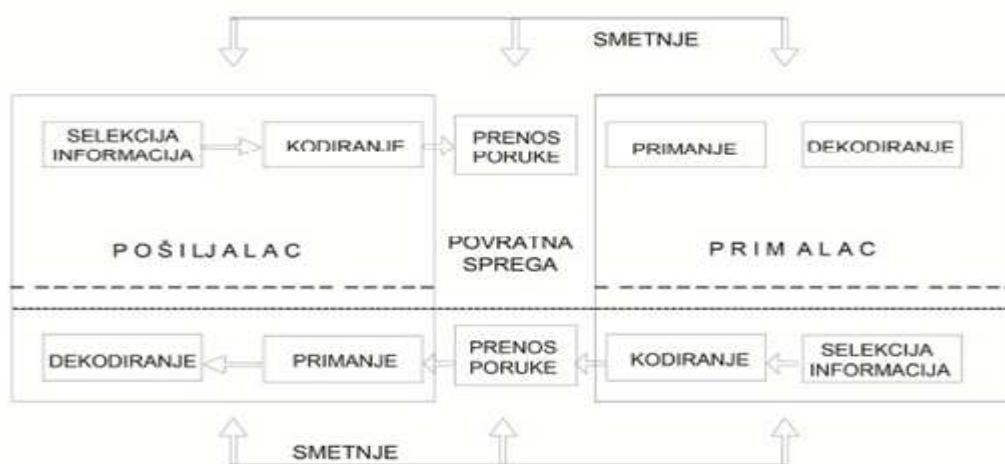 SMETNJE
SELEKCIJA
INFORMACIJA
KODIRANJE
PRENOS
PORUKE
PRIMANJE
DEKODIRANJE
POŠILJALAC
POVRATNA
SPREGA
PRIMALAC
DEKODIRANJE
PRIMANJE
PRENOS
PORUKE
KODIRANJE
SELEKCIJA
INFORMACIJA
SMETNJE